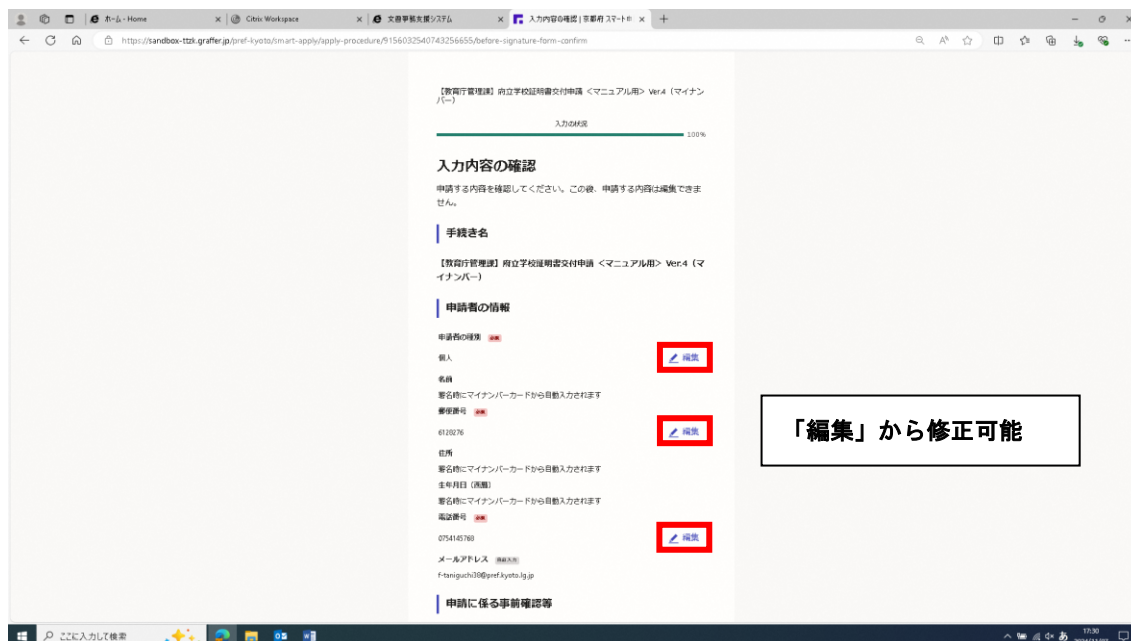 ホーム - Home
Citrix Workspace
文書事務支援システム
入力内容の確認 | 京都府 スマート申
https://sandbox-ttzk.graffer.jp/pref-kyoto/smart-apply/apply-procedure/9156032540743256655/before-signature-form-confirm
【教育庁管理課】府立学校証明書交付申請 <マニュアル用> Ver.4（マイナン
バー）
入力の状況
100%
入力内容の確認
申請する内容を確認してください。この後、申請する内容は編集できま
せん。
手続き名
【教育庁管理課】府立学校証明書交付申請 <マニュアル用> Ver.4（マ
イナンバー）
申請者の情報
申請者の種別 必須
個人
編集
名前
署名時にマイナンバーカードから自動入力されます
郵便番号 必須
6120276
編集
「編集」から修正可能
住所
署名時にマイナンバーカードから自動入力されます
生年月日（西暦）
署名時にマイナンバーカードから自動入力されます
電話番号 必須
0754145760
編集
メールアドレス 自動入力
f-taniguchi38@pref.kyoto.lg.jp
申請に係る事前確認等
ここに入力して検索
あ
17:30